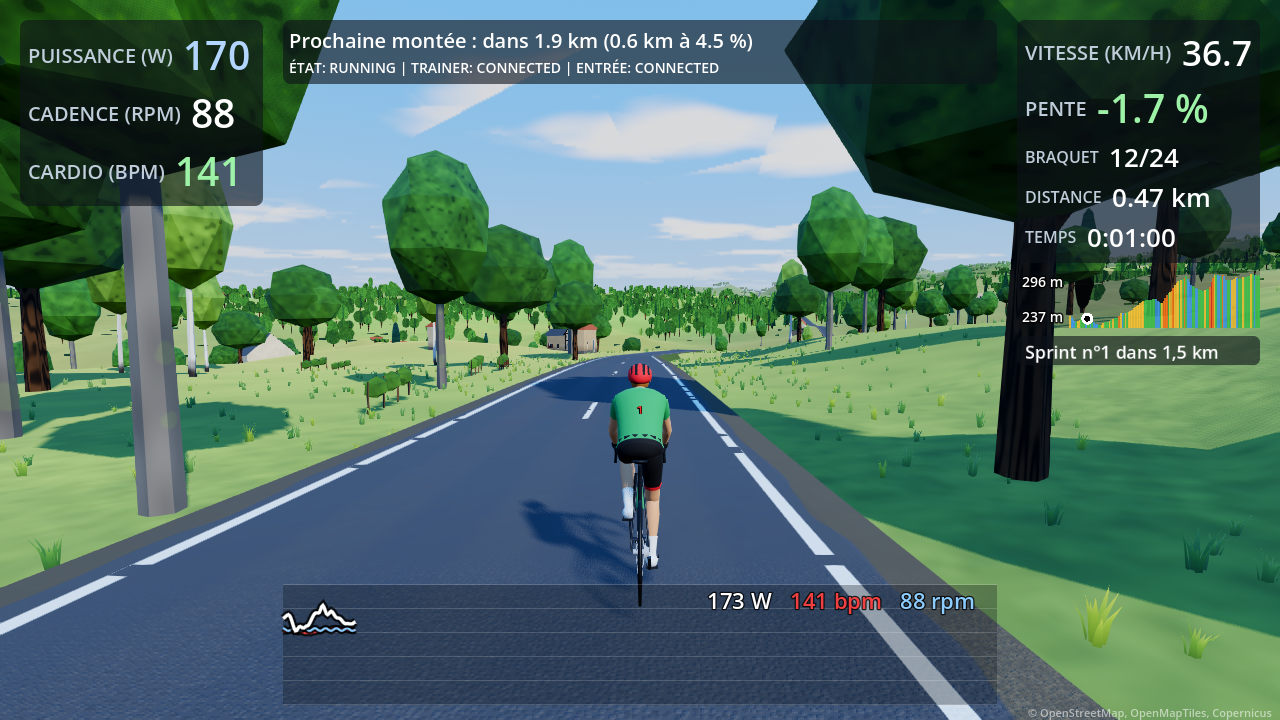 PUISSANCE (W) 170
CADENCE (RPM) 88
CARDIO (BPM) 141
Prochaine montée : dans 1.9 km (0.6 km à 4.5 %)
ÉTAT: RUNNING | TRAINER: CONNECTED | ENTRÉE: CONNECTED
VITESSE (KM/H) 36.7
PENTE -1.7 %
BRAQUET 12/24
DISTANCE 0.47 km
TEMPS 0:01:00
296 m
237 m
Sprint n°1 dans 1,5 km
1
173 W 141 bpm 88 rpm
© OpenStreetMap, OpenMapTiles, Copernicus